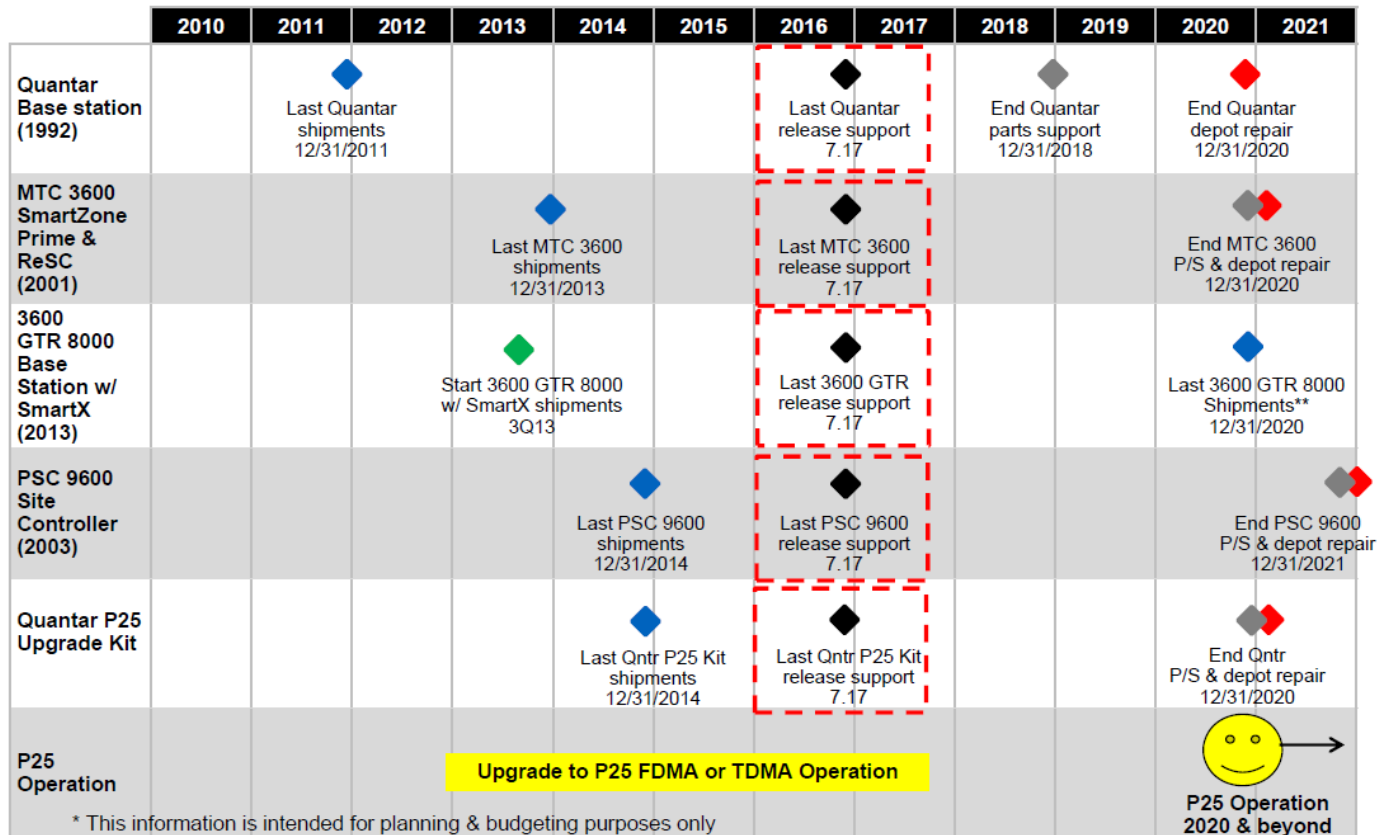 2010 2011 2012 2013 2014 2015 2016 2017 2018 2019 2020 2021
Quantar
Base station
(1992)
Last Quantar
shipments
12/31/2011
Last Quantar
release support
7.17
End Quantar
parts support
12/31/2018
End Quantar
depot repair
12/31/2020
MTC 3600
SmartZone
Prime &
ReSC
(2001)
Last MTC 3600
shipments
12/31/2013
Last MTC 3600
release support
7.17
End MTC 3600
P/S & depot repair
12/31/2020
3600
GTR 8000
Base
Station w/
SmartX
(2013)
Start 3600 GTR 8000
w/ SmartX shipments
3Q13
Last 3600 GTR
release support
7.17
Last 3600 GTR 8000
Shipments**
12/31/2020
PSC 9600
Site
Controller
(2003)
Last PSC 9600
shipments
12/31/2014
Last PSC 9600
release support
7.17
End PSC 9600
P/S & depot repair
12/31/2021
Quantar P25
Upgrade Kit
Last Qntr P25 Kit
shipments
12/31/2014
Last Qntr P25 Kit
release support
7.17
End Qntr
P/S & depot repair
12/31/2020
P25
Operation
Upgrade to P25 FDMA or TDMA Operation
P25 Operation
2020 & beyond
* This information is intended for planning & budgeting purposes only